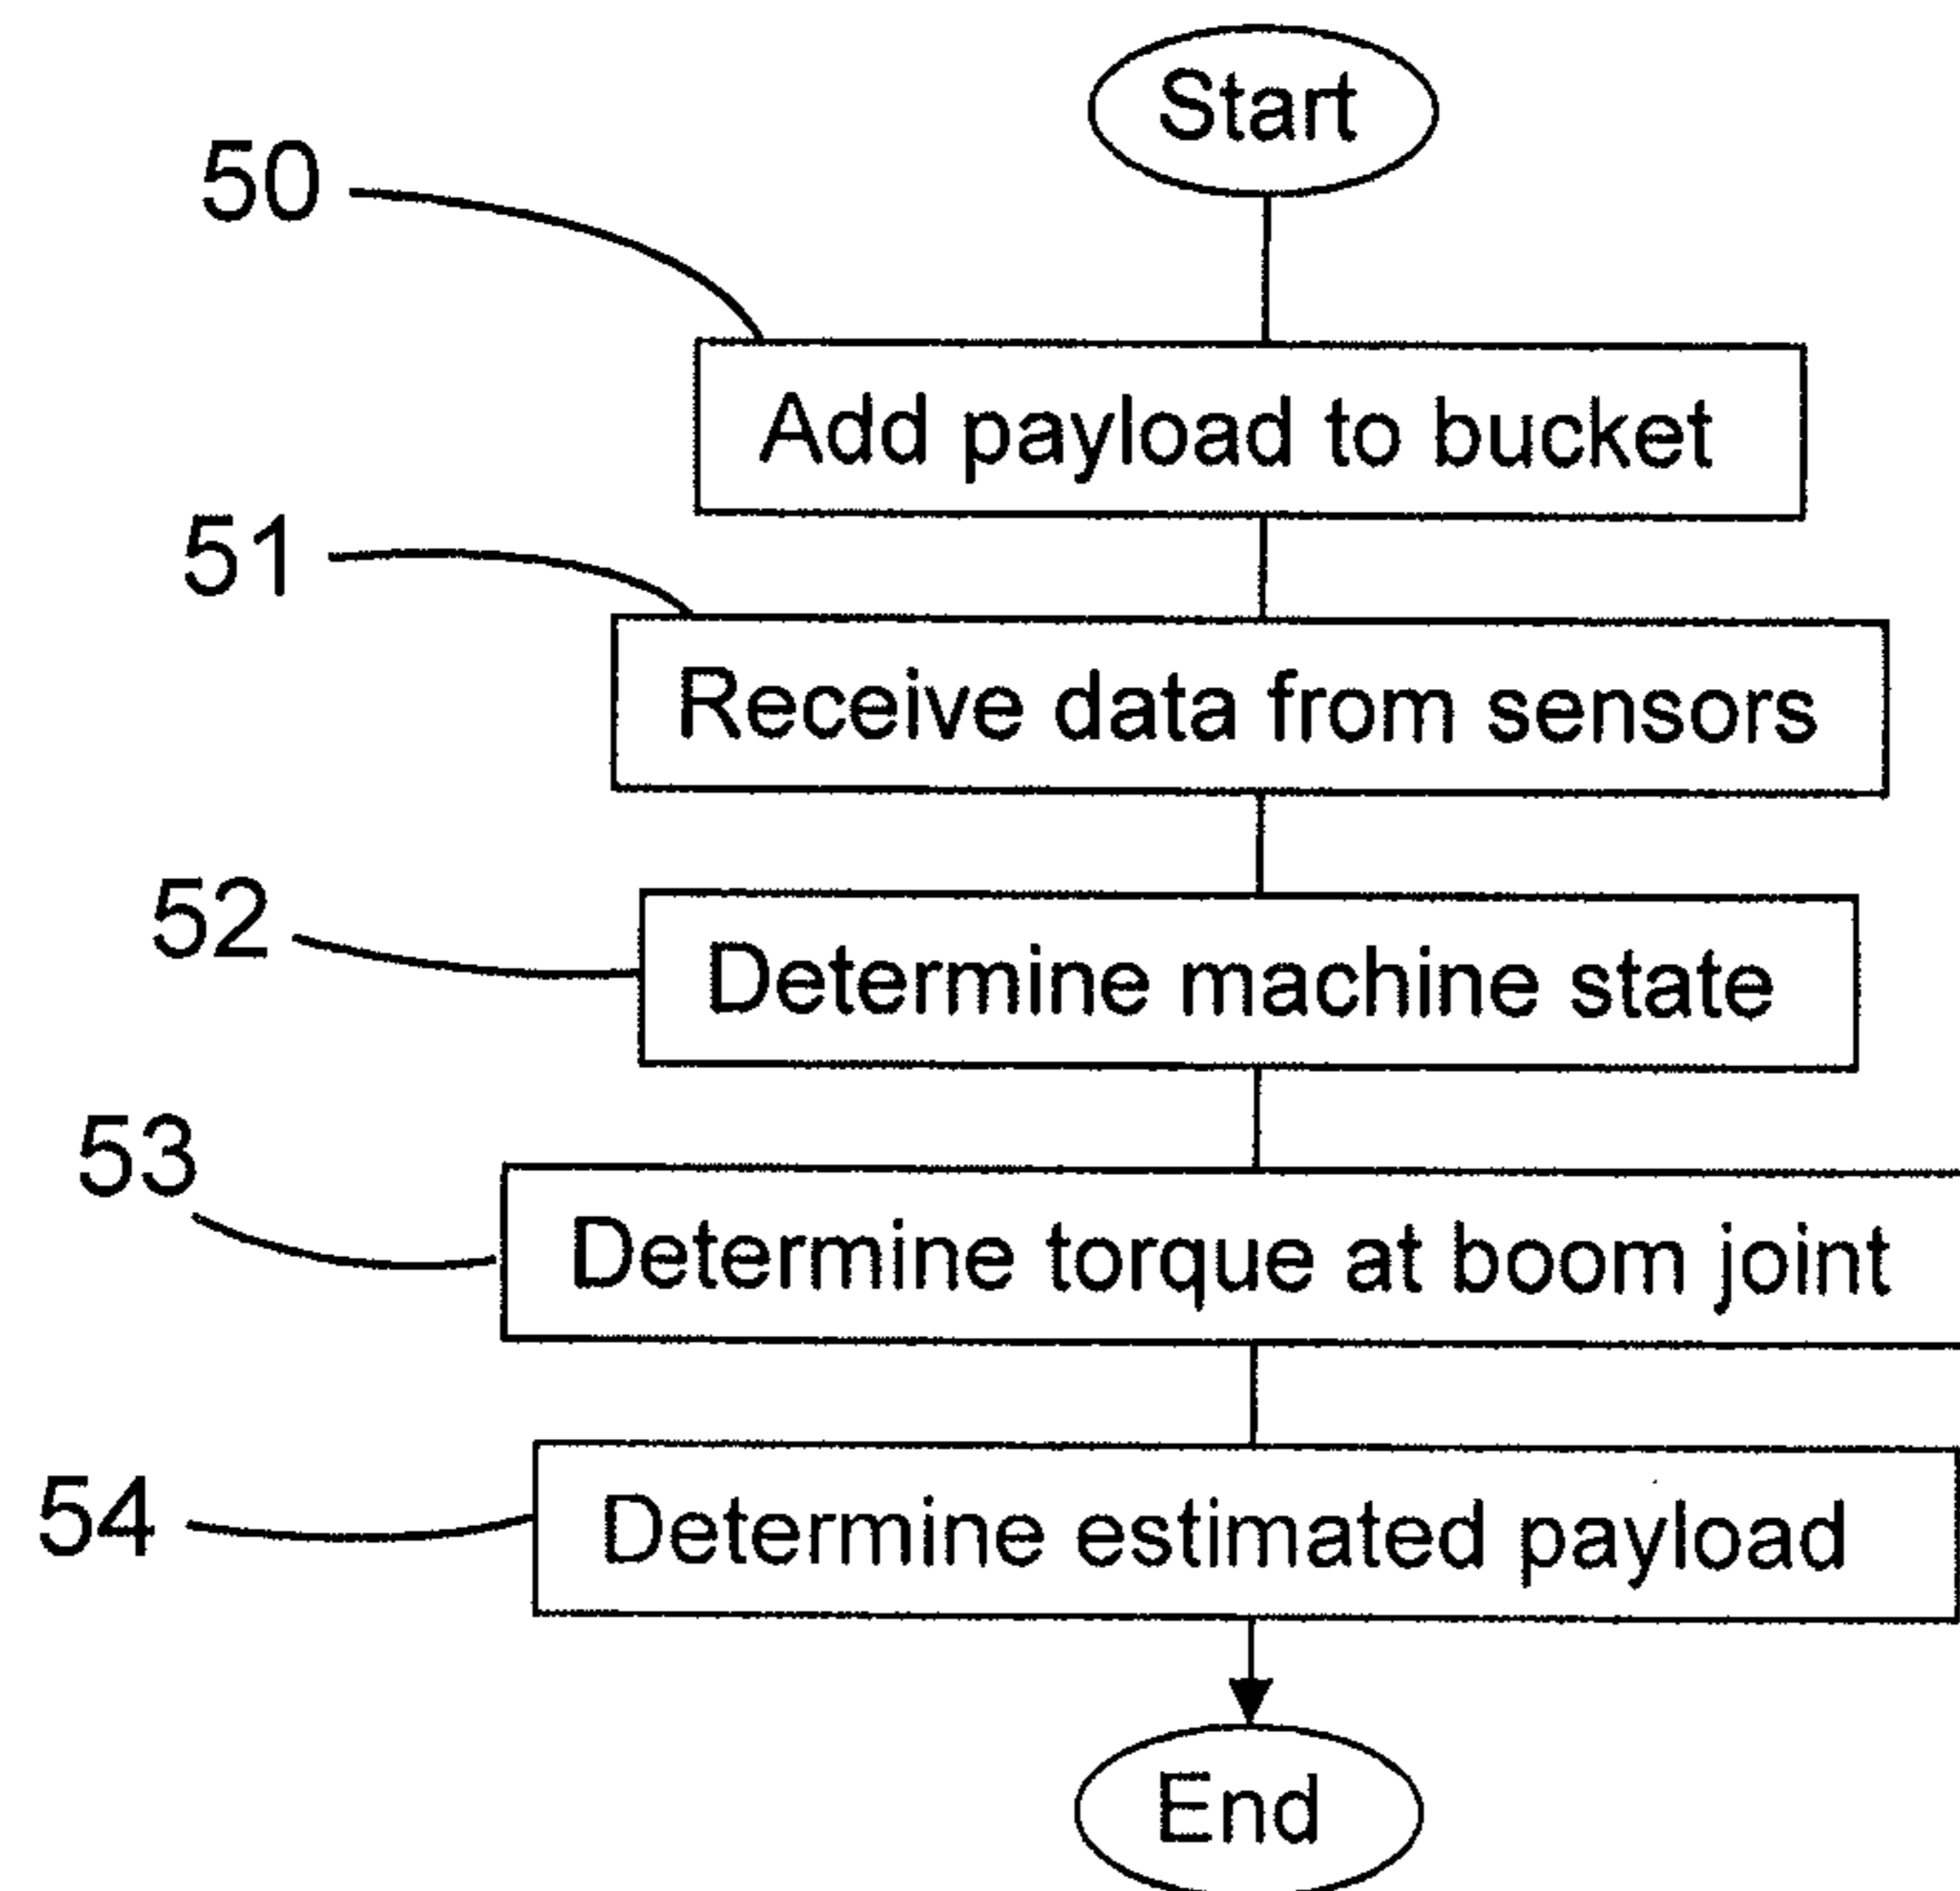 Start
50
Add payload to bucket
51
Receive data from sensors
52
Determine machine state
53
Determine torque at boom joint
54
Determine estimated payload
End